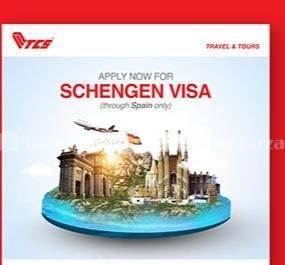 TCS
TRAVEL & TOURS
APPLY NOW FOR
SCHENGEN VISA
(through Spain only)